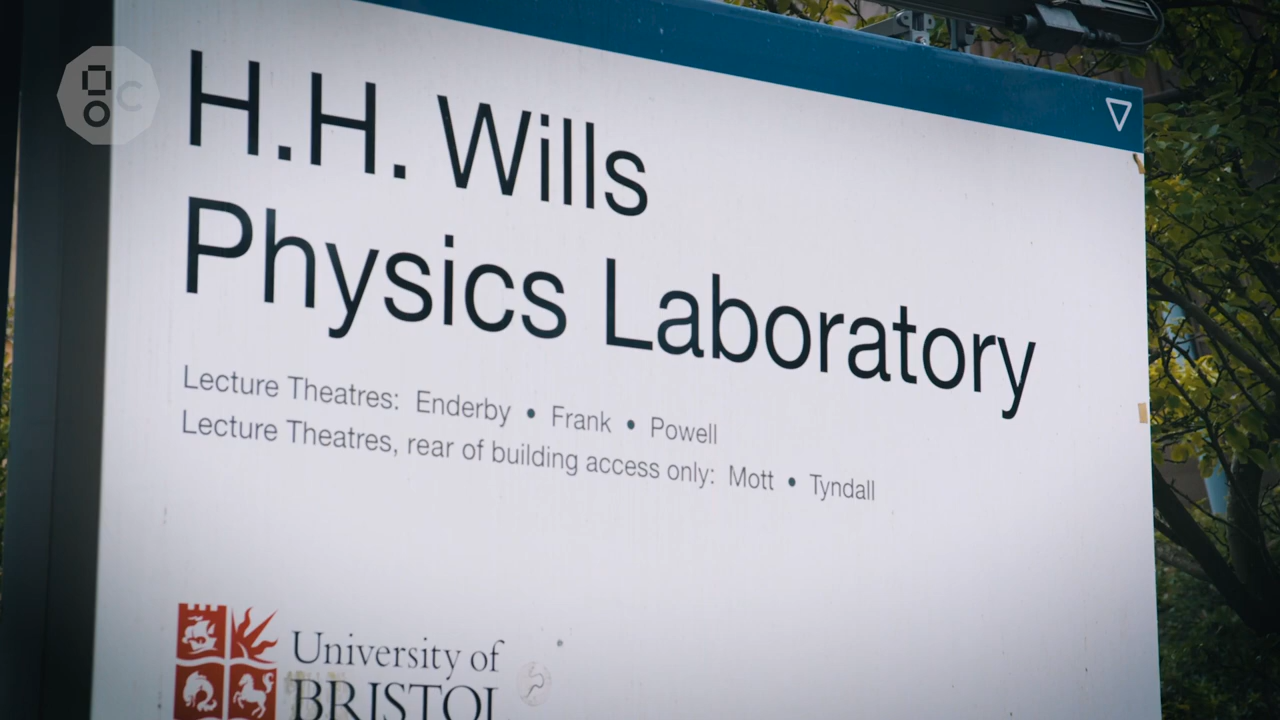 H.H. Wills
Physics Laboratory
Lecture Theatres: Enderby • Frank • Powell
Lecture Theatres, rear of building access only: Mott • Tyndall
University of
BRISTOL